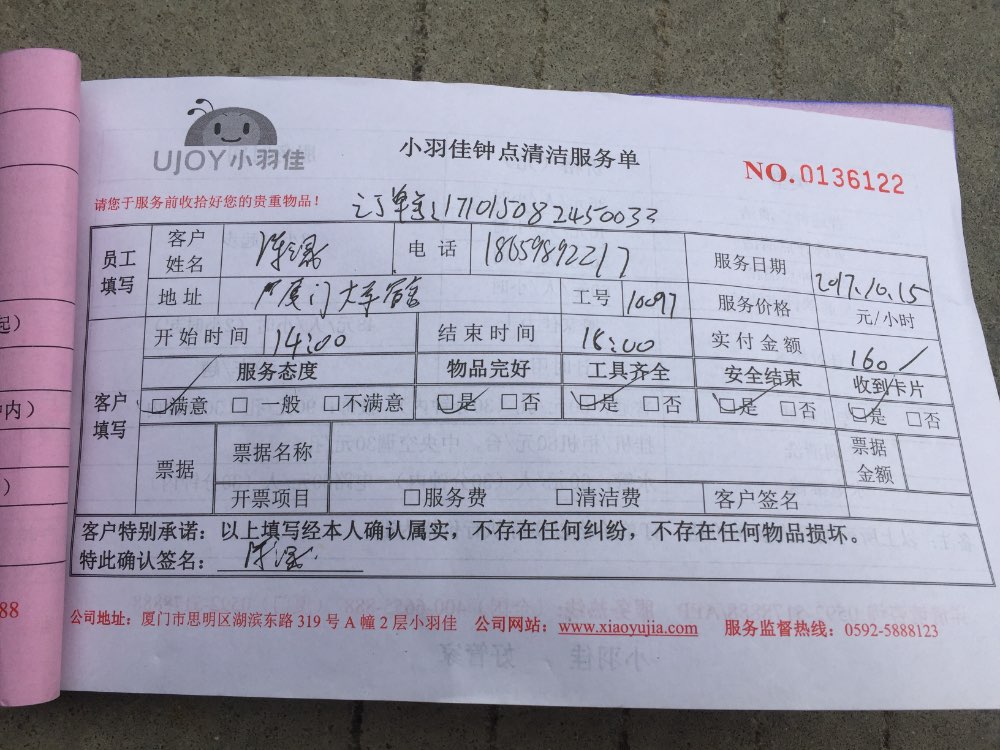 UJOY小羽佳
小羽佳钟点清洁服务单
NO.0136122
请您于服务前收拾好您的贵重物品！
订单号:171015082450033
员工填写 客户姓名 陈 电话 18659892217 服务日期 2017.10.15
地址 厦门大 工号 10097 服务价格 元/小时
客户填写 开始时间 14:00 结束时间 18:00 实付金额 160/
服务态度 物品完好 工具齐全 安全结束 收到卡片
□满意 □一般 □不满意 □是 □否 □是 □否 □是 □否 □是 □否
票据 票据名称 票据金额
开票项目 □服务费 □清洁费 客户签名
客户特别承诺：以上填写经本人确认属实，不存在任何纠纷，不存在任何物品损坏。
特此确认签名： 陈
公司地址：厦门市思明区湖滨东路 319 号 A 幢 2 层小羽佳 公司网站：www.xiaoyujia.com 服务监督热线：0592-5888123
起）
内）
）
88